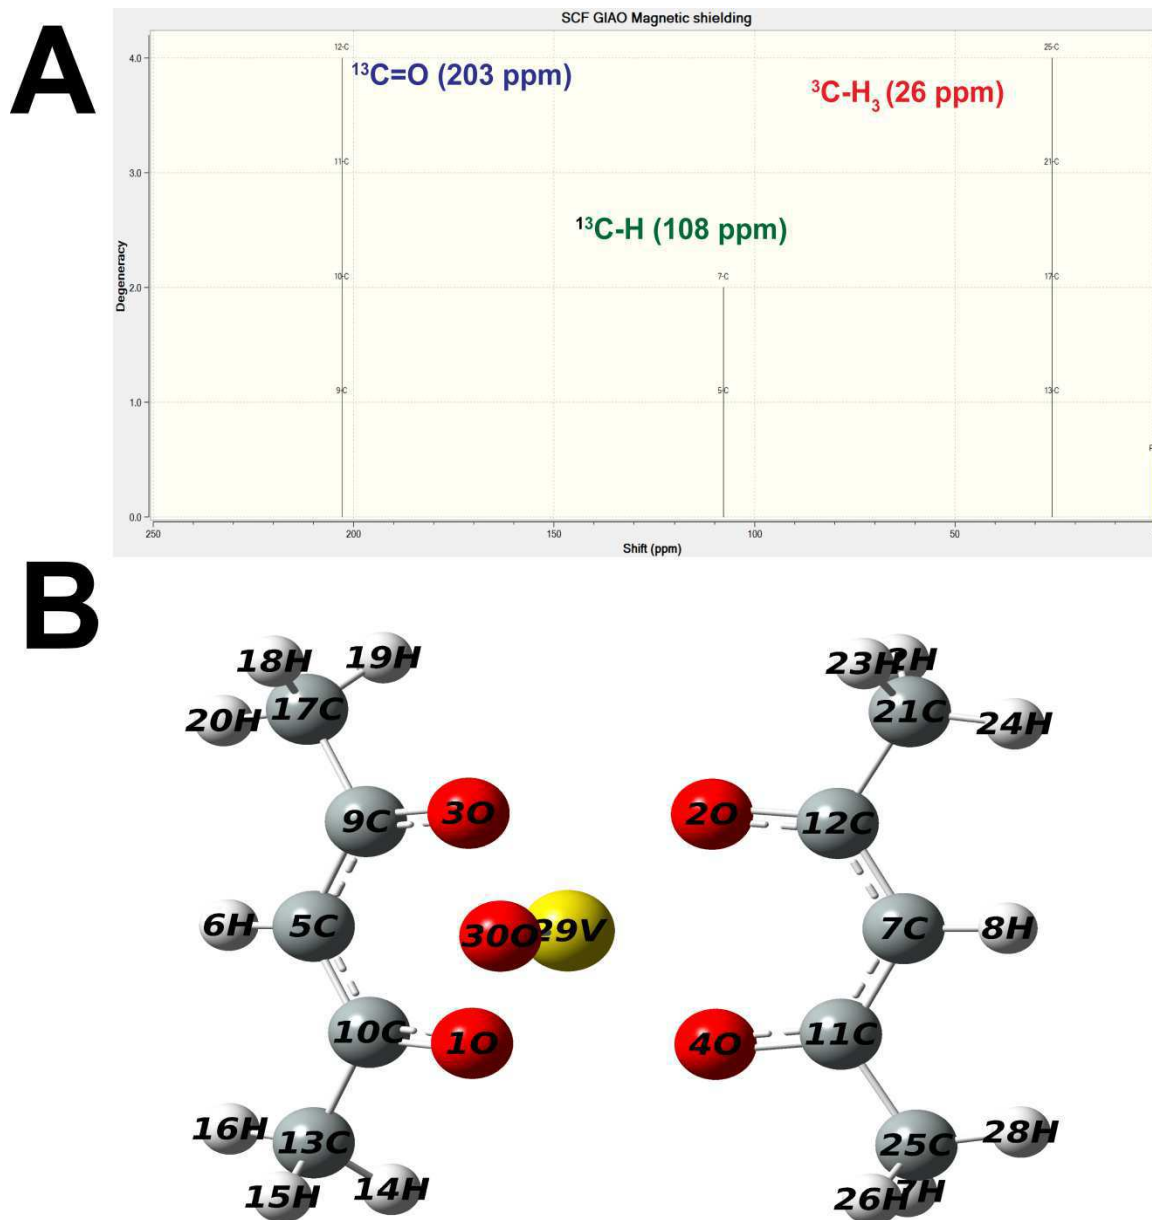 A
SCF GIAO Magnetic shielding
4.0
12-C
¹³C=O (203 ppm)
³C-H₃ (26 ppm)
25-C
3.0
11-C
21-C
¹³C-H (108 ppm)
Degeneracy
2.0
10-C
7-C
17-C
1.0
9-C
5-C
13-C
0.0
250
200
150
100
50
Shift (ppm)
B
18H
19H
20H
17C
23H
2H
21C
24H
9C
3O
2O
12C
6H
5C
30O
29V
7C
8H
10C
1O
4O
11C
16H
13C
15H
14H
25C
28H
26H
7H